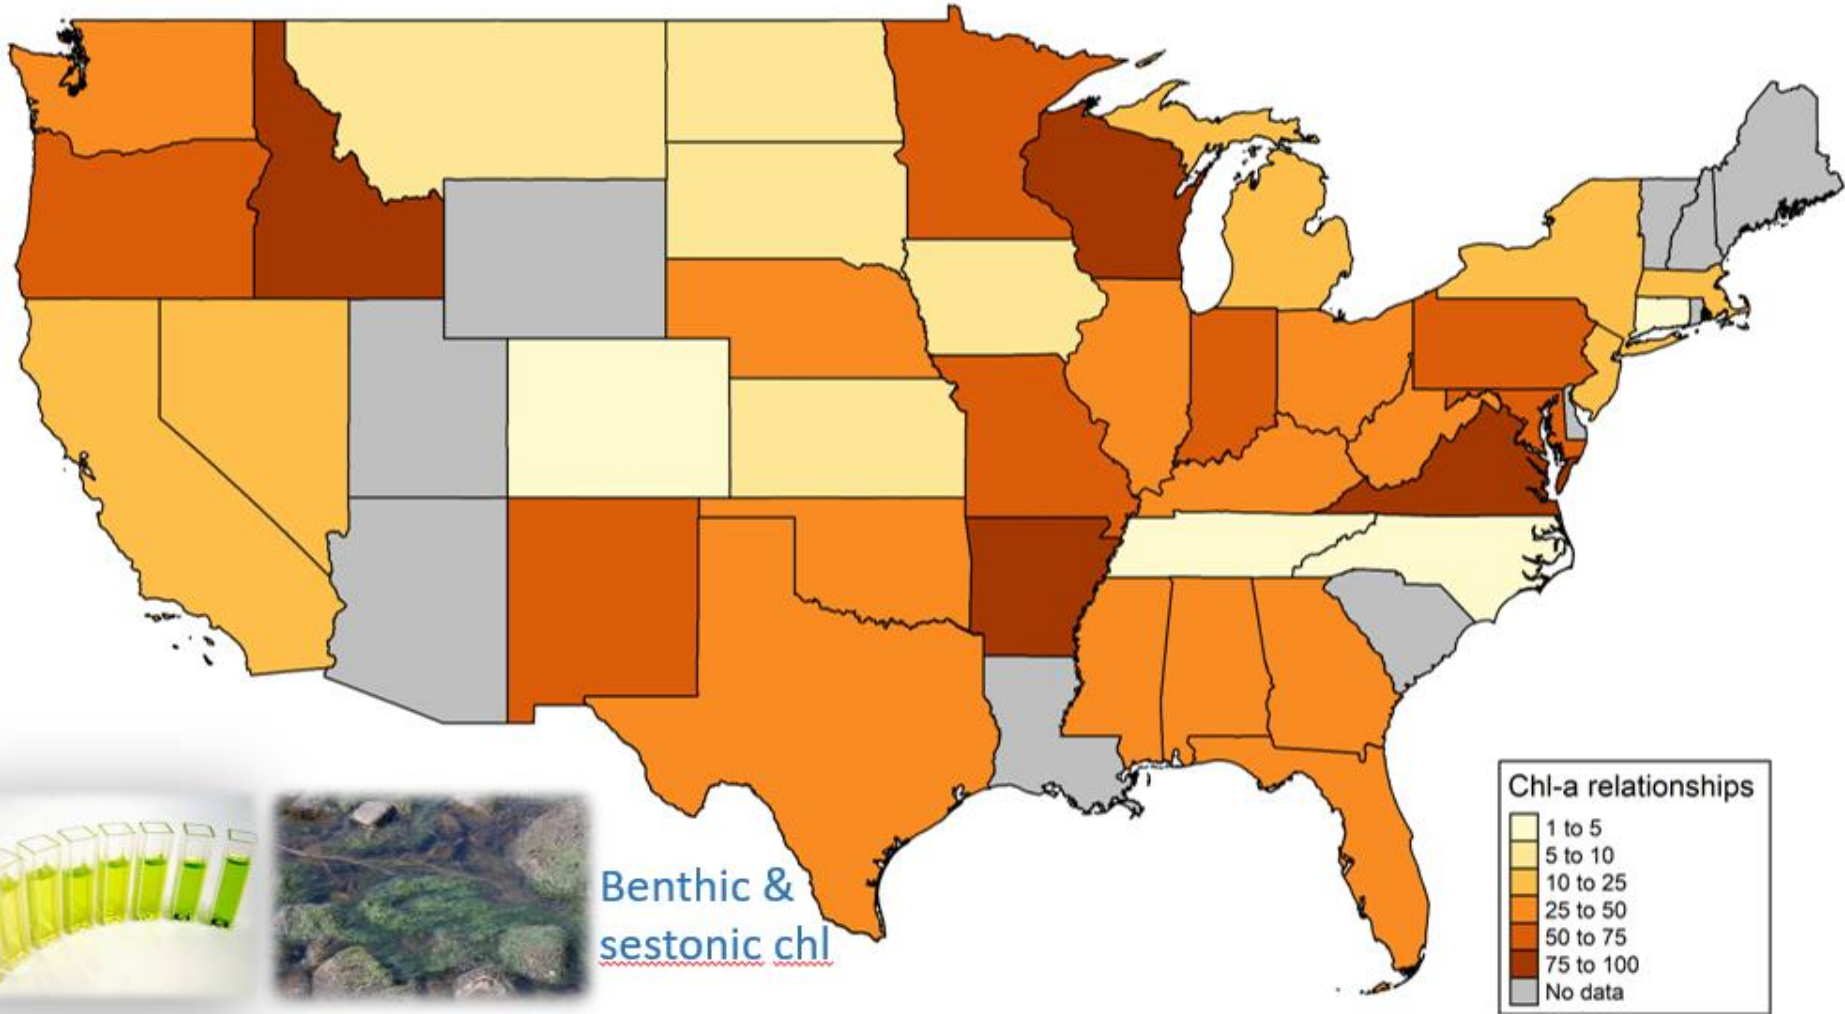 Benthic &
sestonic chl
Chl-a relationships
1 to 5
5 to 10
10 to 25
25 to 50
50 to 75
75 to 100
No data